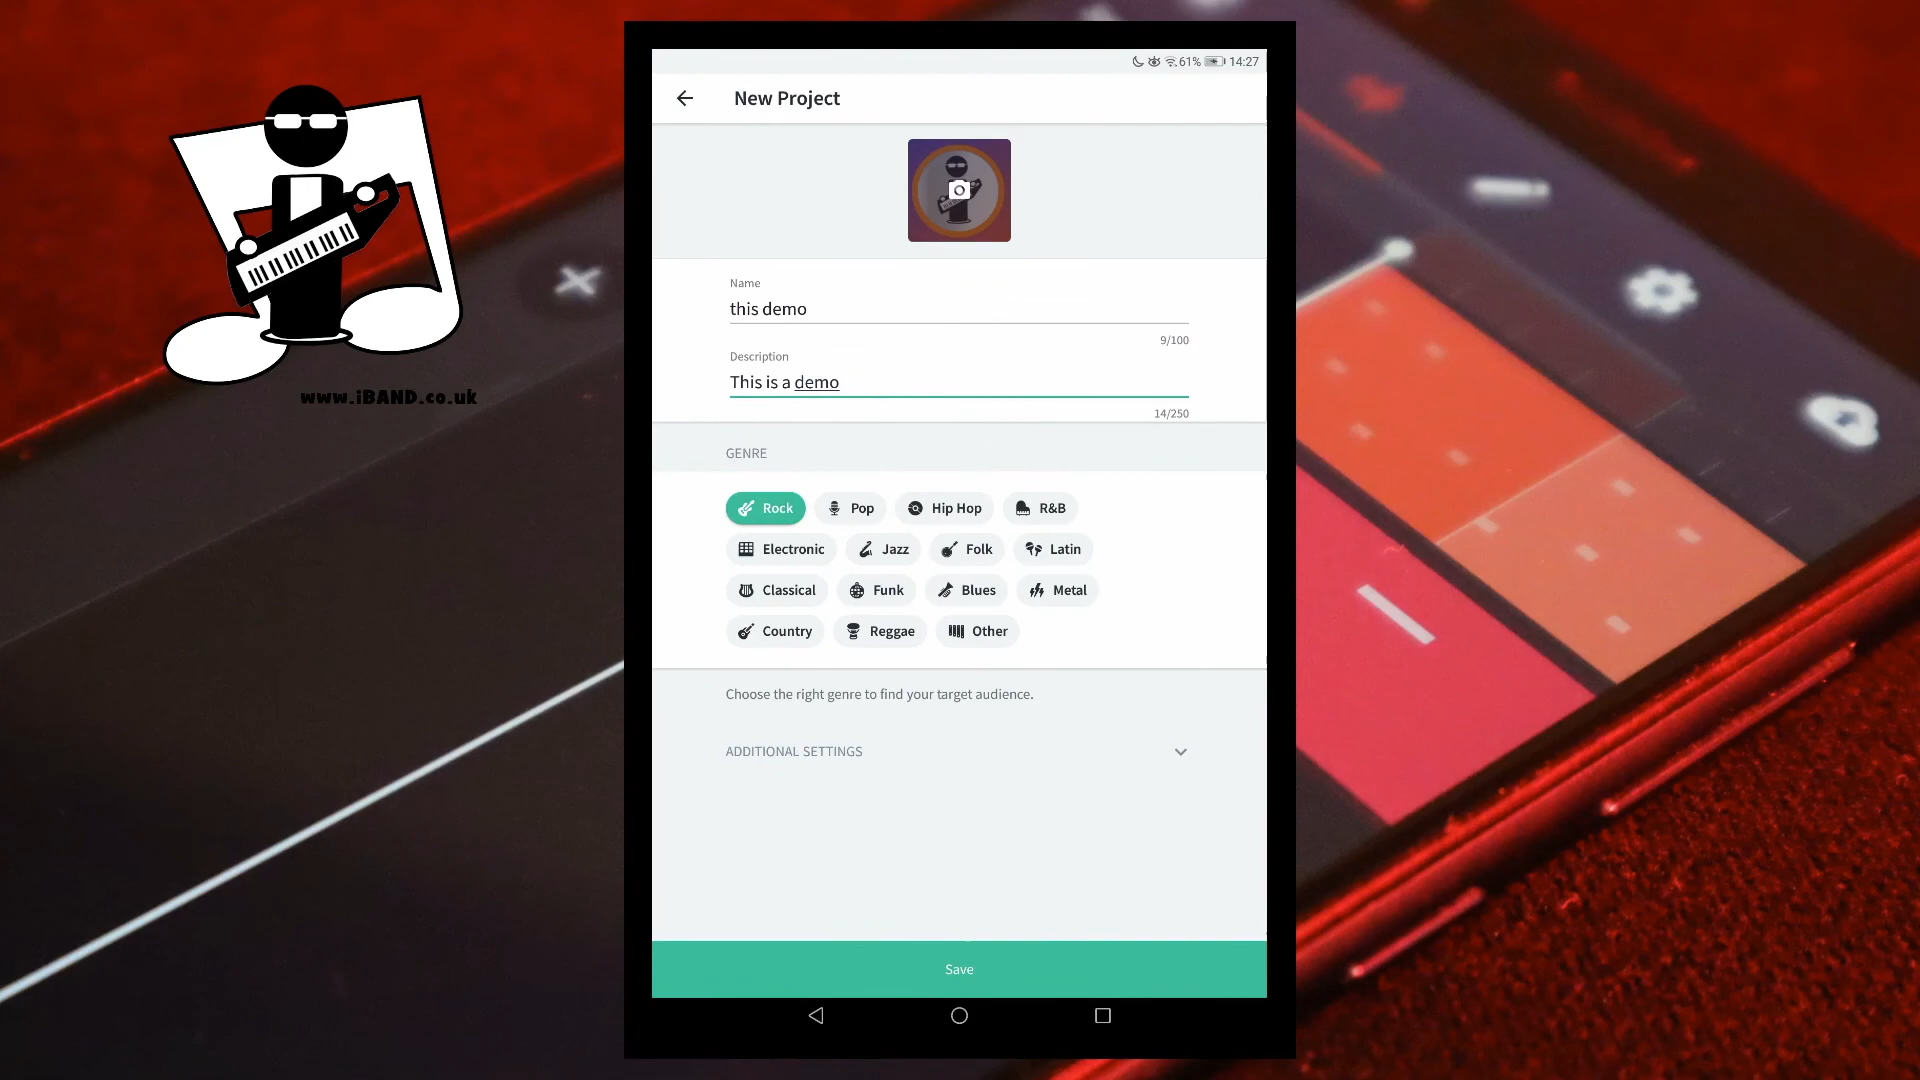 61% 14:27
New Project
Name
this demo
9/100
Description
This is a demo
14/250
GENRE
Rock Pop Hip Hop R&B
Electronic Jazz Folk Latin
Classical Funk Blues Metal
Country Reggae Other
Choose the right genre to find your target audience.
ADDITIONAL SETTINGS
Save
www.iBAND.co.uk